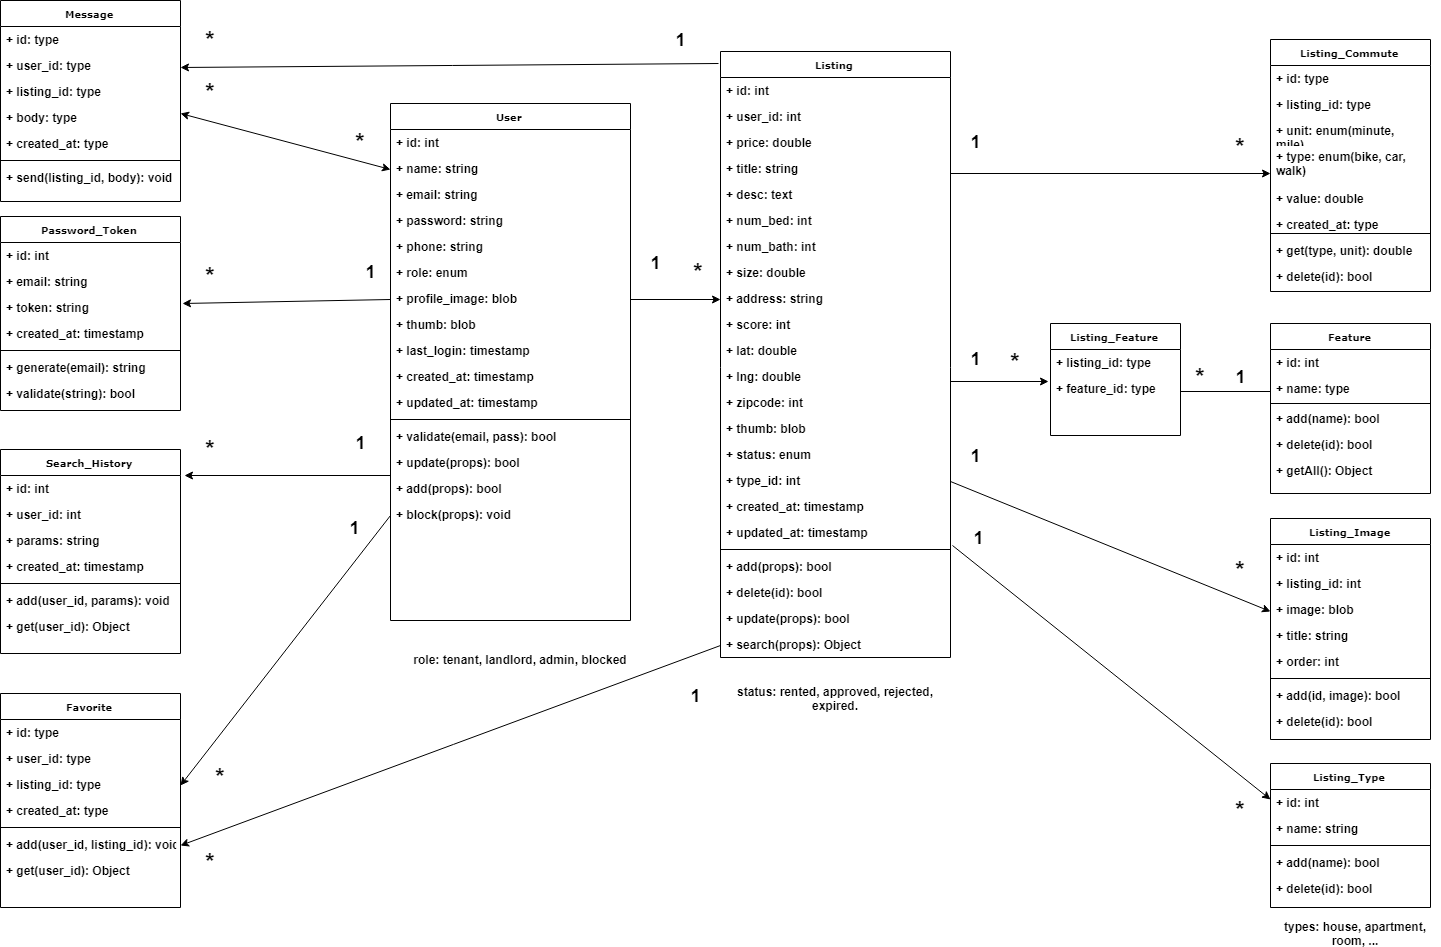 Message
+ id: type
+ user_id: type
+ listing_id: type
+ body: type
+ created_at: type
+ send(listing_id, body): void
Password_Token
+ id: int
+ email: string
+ token: string
+ created_at: timestamp
+ generate(email): string
+ validate(string): bool
Search_History
+ id: int
+ user_id: int
+ params: string
+ created_at: timestamp
+ add(user_id, params): void
+ get(user_id): Object
Favorite
+ id: type
+ user_id: type
+ listing_id: type
+ created_at: type
+ add(user_id, listing_id): void
+ get(user_id): Object
*
1
*
*
*
1
*
1
1
*
*
1
User
+ id: int
+ name: string
+ email: string
+ password: string
+ phone: string
+ role: enum
+ profile_image: blob
+ thumb: blob
+ last_login: timestamp
+ created_at: timestamp
+ updated_at: timestamp
+ validate(email, pass): bool
+ update(props): bool
+ add(props): bool
+ block(props): void
role: tenant, landlord, admin, blocked
1
*
Listing
+ id: int
+ user_id: int
+ price: double
+ title: string
+ desc: text
+ num_bed: int
+ num_bath: int
+ size: double
+ address: string
+ score: int
+ lat: double
+ lng: double
+ zipcode: int
+ thumb: blob
+ status: enum
+ type_id: int
+ created_at: timestamp
+ updated_at: timestamp
+ add(props): bool
+ delete(id): bool
+ update(props): bool
+ search(props): Object
status: rented, approved, rejected,
expired.
1
*
1
*
*
1
1
*
1
*
Listing_Feature
+ listing_id: type
+ feature_id: type
Listing_Commute
+ id: type
+ listing_id: type
+ unit: enum(minute,
mile)
+ type: enum(bike, car,
walk)
+ value: double
+ created_at: type
+ get(type, unit): double
+ delete(id): bool
Feature
+ id: int
+ name: type
+ add(name): bool
+ delete(id): bool
+ getAll(): Object
Listing_Image
+ id: int
+ listing_id: int
+ image: blob
+ title: string
+ order: int
+ add(id, image): bool
+ delete(id): bool
Listing_Type
+ id: int
+ name: string
+ add(name): bool
+ delete(id): bool
types: house, apartment,
room, ...